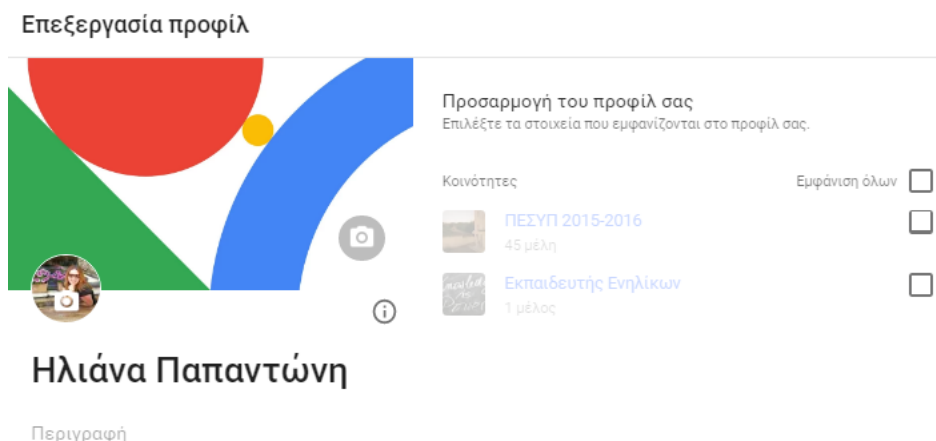 Επεξεργασία προφίλ
Προσαρμογή του προφίλ σας
Επιλέξτε τα στοιχεία που εμφανίζονται στο προφίλ σας.
Κοινότητες
Εμφάνιση όλων
ΠΕΣΥΠ 2015-2016
45 μέλη
Εκπαιδευτής Ενηλίκων
1 μέλος
Ηλιάνα Παπαντώνη
Περιγραφή